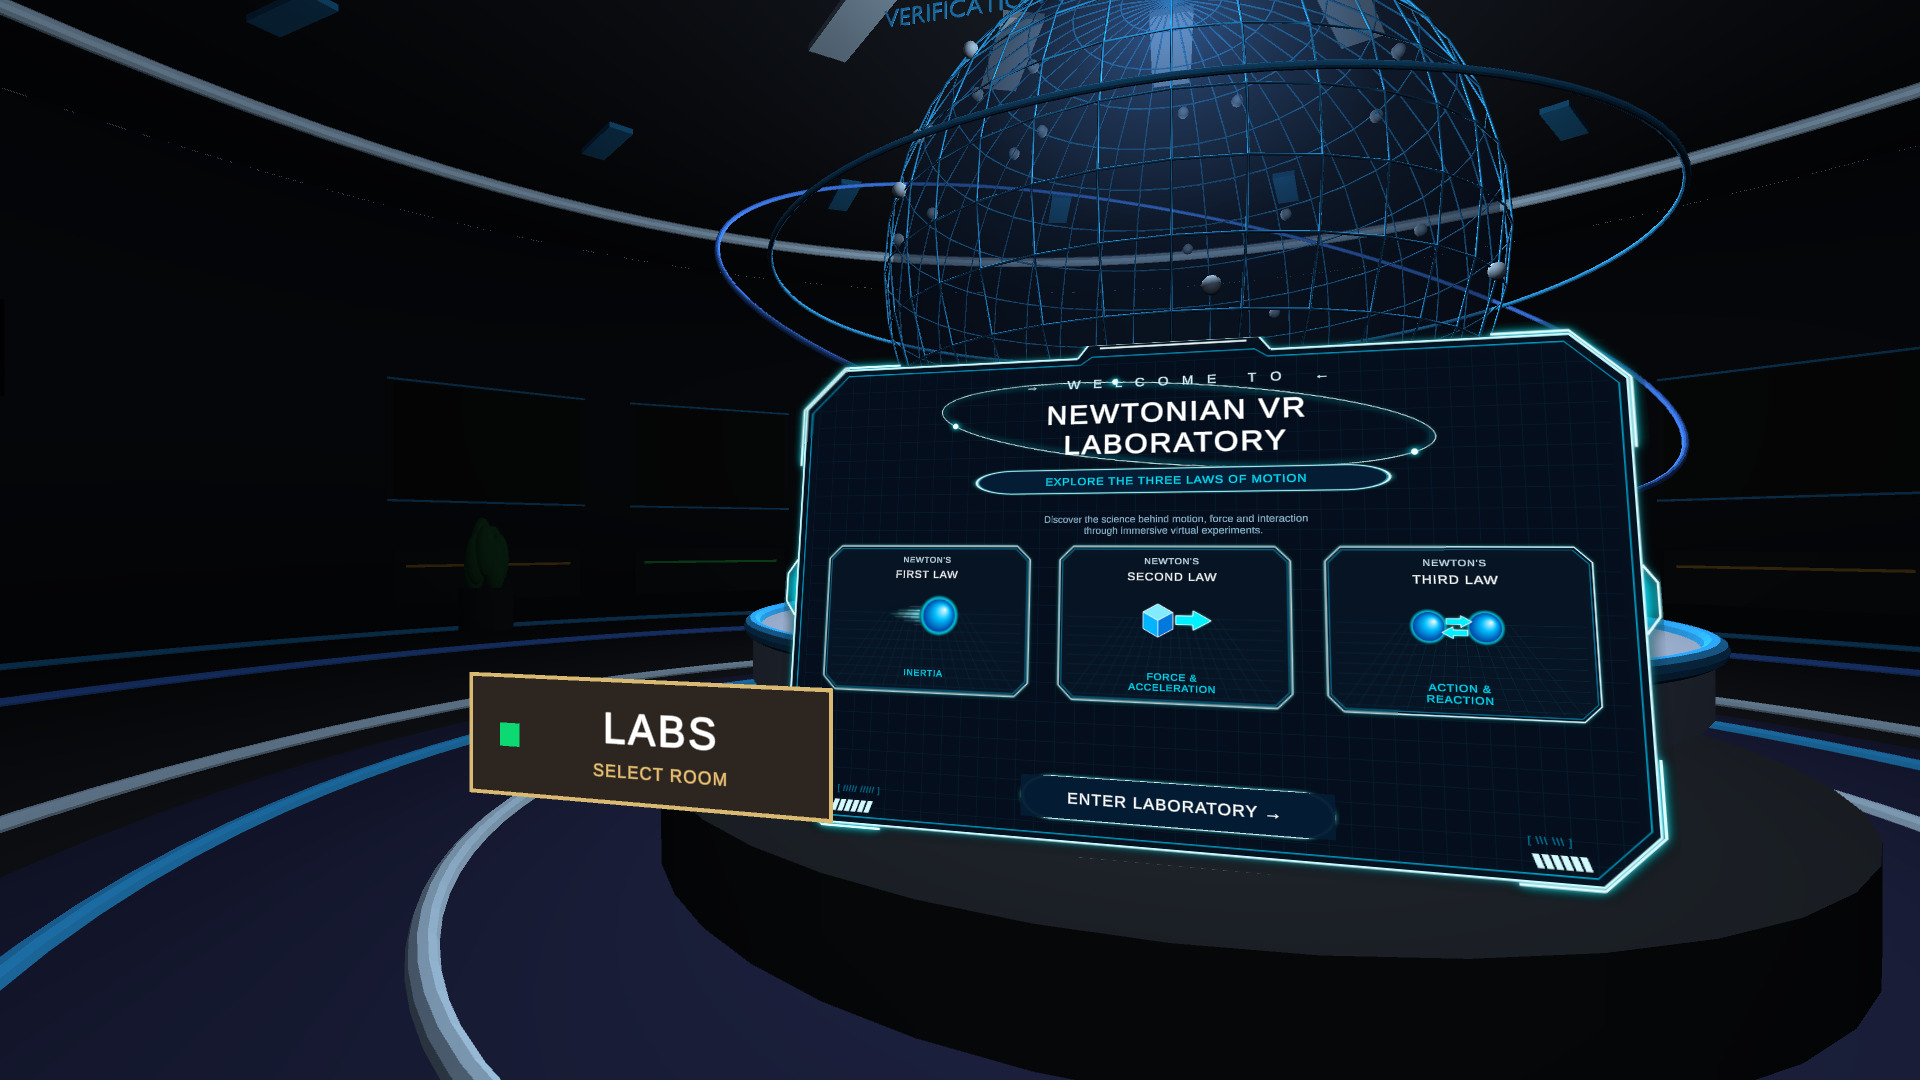 WELCOME TO
NEWTONIAN VR
LABORATORY
EXPLORE THE THREE LAWS OF MOTION
Discover the science behind motion, force and interaction
through immersive virtual experiments.
NEWTON'S
FIRST LAW
INERTIA
NEWTON'S
SECOND LAW
FORCE &
ACCELERATION
NEWTON'S
THIRD LAW
ACTION &
REACTION
LABS
SELECT ROOM
ENTER LABORATORY →